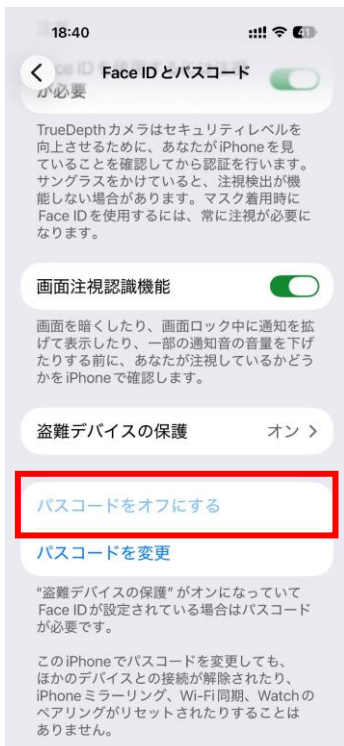 18:40
41
Face IDとパスコード
が必要
TrueDepthカメラはセキュリティレベルを
向上させるために、あなたがiPhoneを見
ていることを確認してから認証を行います。
サングラスをかけていると、注視検出が機
能しない場合があります。マスク着用時に
Face IDを使用するには、常に注視が必要に
なります。
画面注視認識機能
画面を暗くしたり、画面ロック中に通知を拡
げて表示したり、一部の通知音の音量を下げ
たりする前に、あなたが注視しているかどう
かをiPhoneで確認します。
盗難デバイスの保護 オン
パスコードをオフにする
パスコードを変更
“盗難デバイスの保護”がオンになっていて
Face IDが設定されている場合はパスコード
が必要です。
このiPhoneでパスコードを変更しても、
ほかのデバイスとの接続が解除されたり、
iPhoneミラーリング、Wi-Fi同期、Watchの
ペアリングがリセットされたりすることは
ありません。